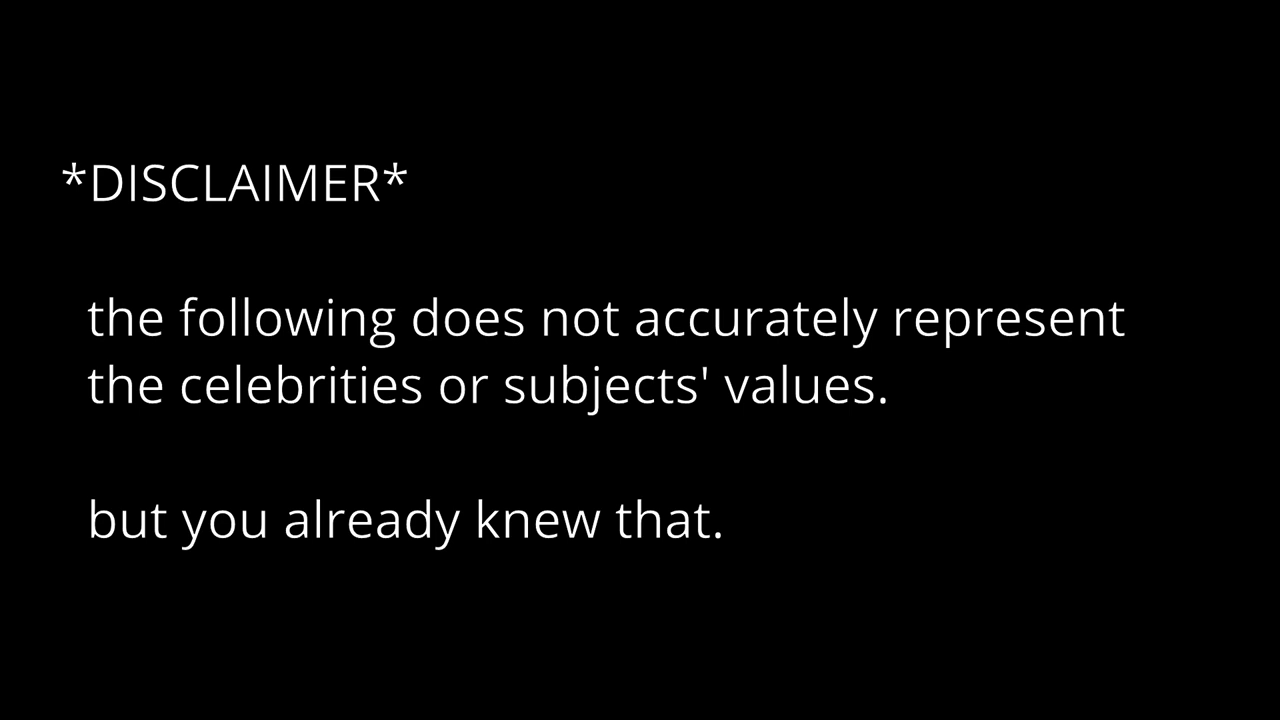 *DISCLAIMER*
the following does not accurately represent
the celebrities or subjects' values.
but you already knew that.